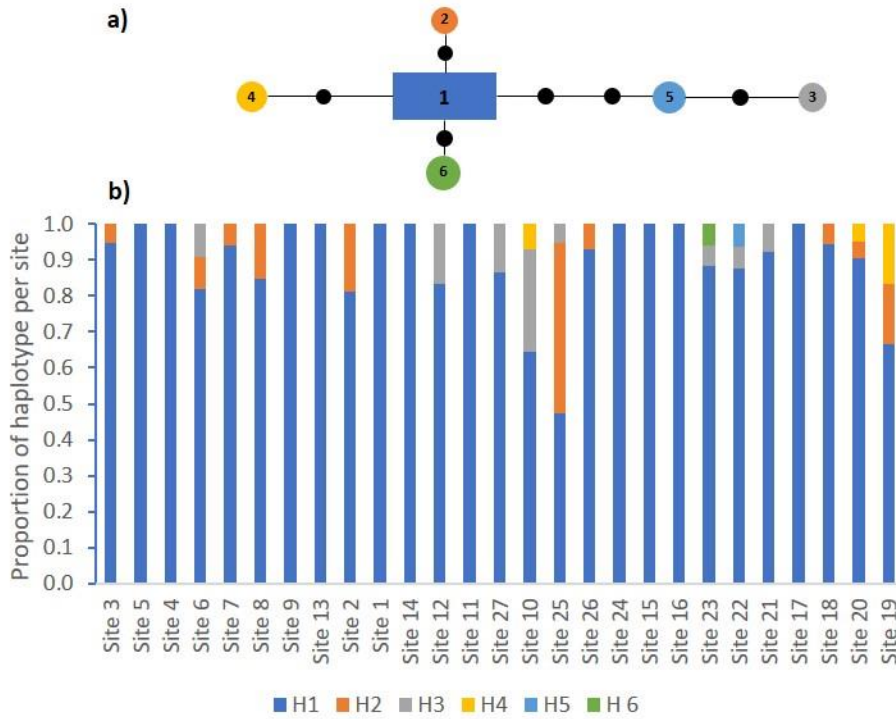 a)
2
4
1
5
3
6
b)
Proportion of haplotype per site
1.0
0.9
0.8
0.7
0.6
0.5
0.4
0.3
0.2
0.1
0.0
Site 3
Site 5
Site 4
Site 6
Site 7
Site 8
Site 9
Site 13
Site 2
Site 1
Site 14
Site 12
Site 11
Site 27
Site 10
Site 25
Site 26
Site 24
Site 15
Site 16
Site 23
Site 22
Site 21
Site 17
Site 18
Site 20
Site 19
H1 H2 H3 H4 H5 H 6